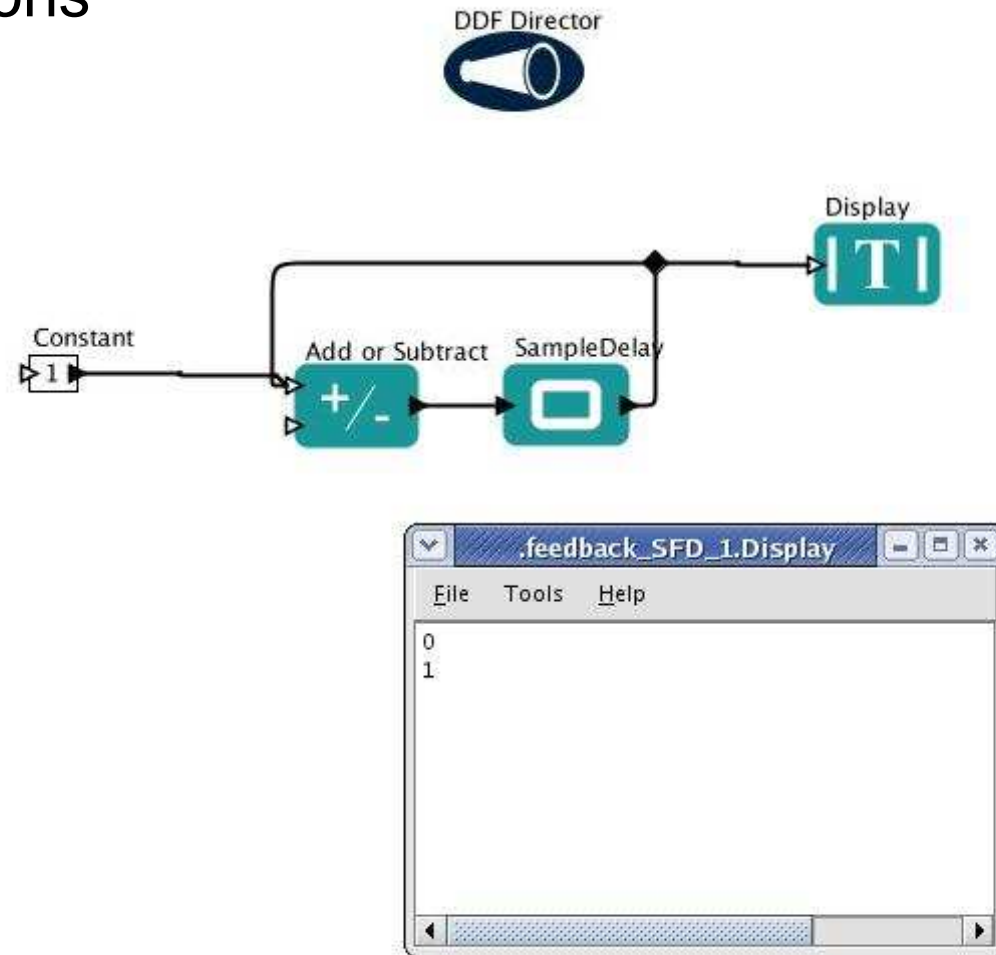 DDF Director
Display
T
Constant
1
Add or Subtract
SampleDelay
+/-
.feedback_SFD_1.Display
File Tools Help
0
1